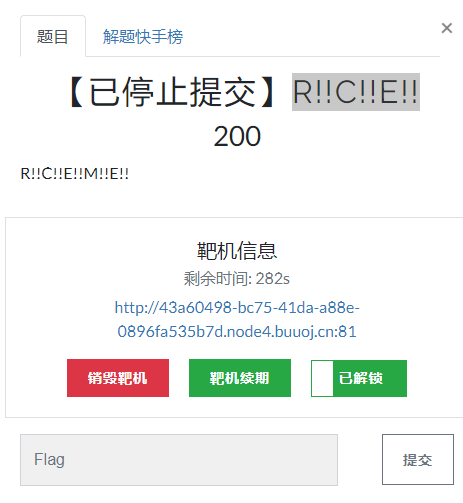 题目 解题快手榜 ×
【已停止提交】R!!C!!E!!
200
R!!C!!E!!M!!E!!
靶机信息
剩余时间: 282s
http://43a60498-bc75-41da-a88e-
0896fa535b7d.node4.buuoj.cn:81
销毁靶机 靶机续期 已解锁
Flag 提交